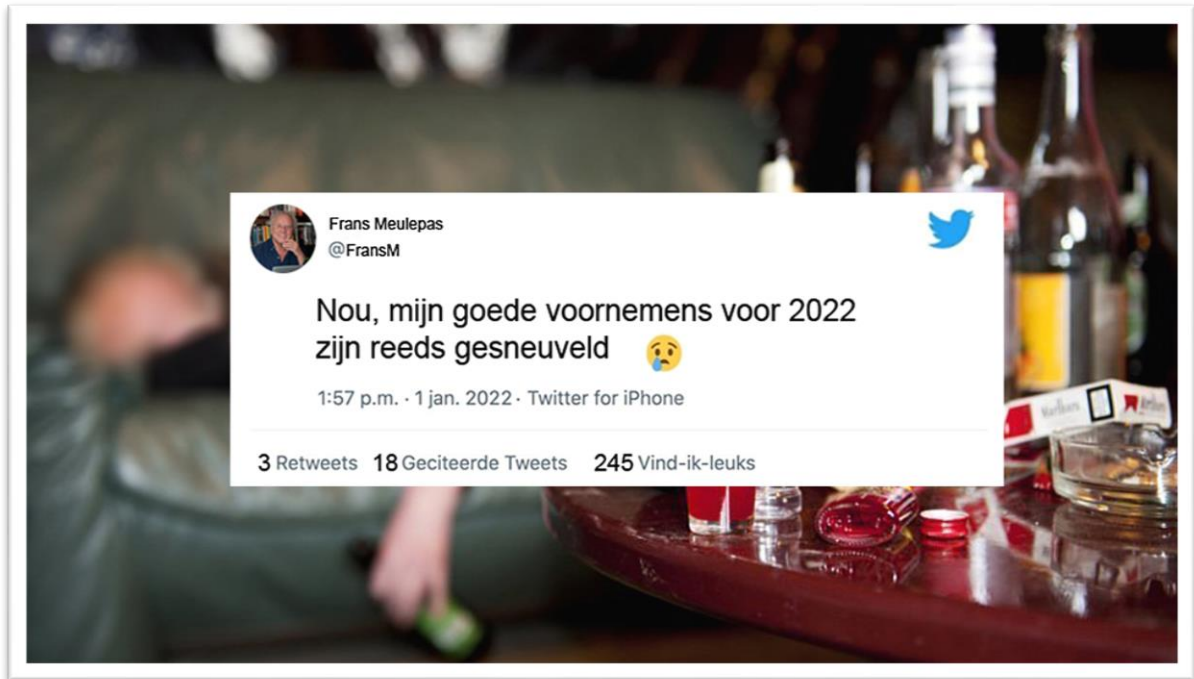 Frans Meulepas
@FransM
Nou, mijn goede voornemens voor 2022
zijn reeds gesneuveld 😢
1:57 p.m. · 1 jan. 2022 · Twitter for iPhone
3 Retweets 18 Geciteerde Tweets 245 Vind-ik-leuks
Marlboro